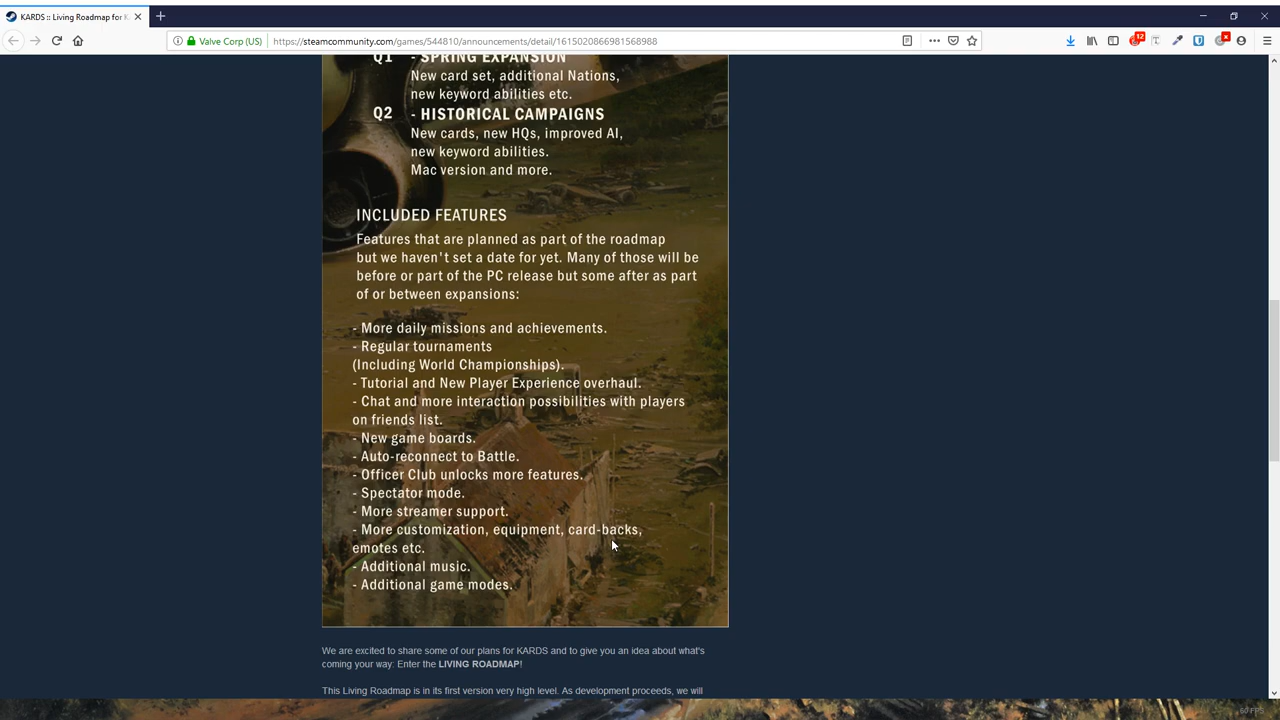 KARDS :: Living Roadmap for K
Valve Corp (US)
https://steamcommunity.com/games/544810/announcements/detail/1615020866981568988
12
Q1 - SPRING EXPANSION
New card set, additional Nations,
new keyword abilities etc.
Q2 - HISTORICAL CAMPAIGNS
New cards, new HQs, improved AI,
new keyword abilities.
Mac version and more.
INCLUDED FEATURES
Features that are planned as part of the roadmap
but we haven't set a date for yet. Many of those will be
before or part of the PC release but some after as part
of or between expansions:
- More daily missions and achievements.
- Regular tournaments
(Including World Championships).
- Tutorial and New Player Experience overhaul.
- Chat and more interaction possibilities with players
on friends list.
- New game boards.
- Auto-reconnect to Battle.
- Officer Club unlocks more features.
- Spectator mode.
- More streamer support.
- More customization, equipment, card-backs,
emotes etc.
- Additional music.
- Additional game modes.
We are excited to share some of our plans for KARDS and to give you an idea about what's
coming your way: Enter the LIVING ROADMAP!
This Living Roadmap is in its first version very high level. As development proceeds, we will
60 FPS